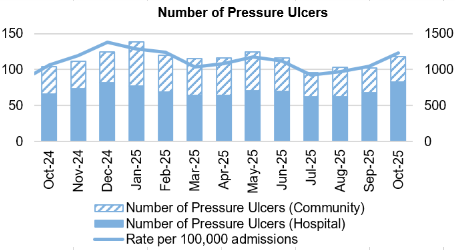 Number of Pressure Ulcers
150 1500
100 1000
50 500
0 0
Oct-24 Nov-24 Dec-24 Jan-25 Feb-25 Mar-25 Apr-25 May-25 Jun-25 Jul-25 Aug-25 Sep-25 Oct-25
Number of Pressure Ulcers (Community)
Number of Pressure Ulcers (Hospital)
Rate per 100,000 admissions